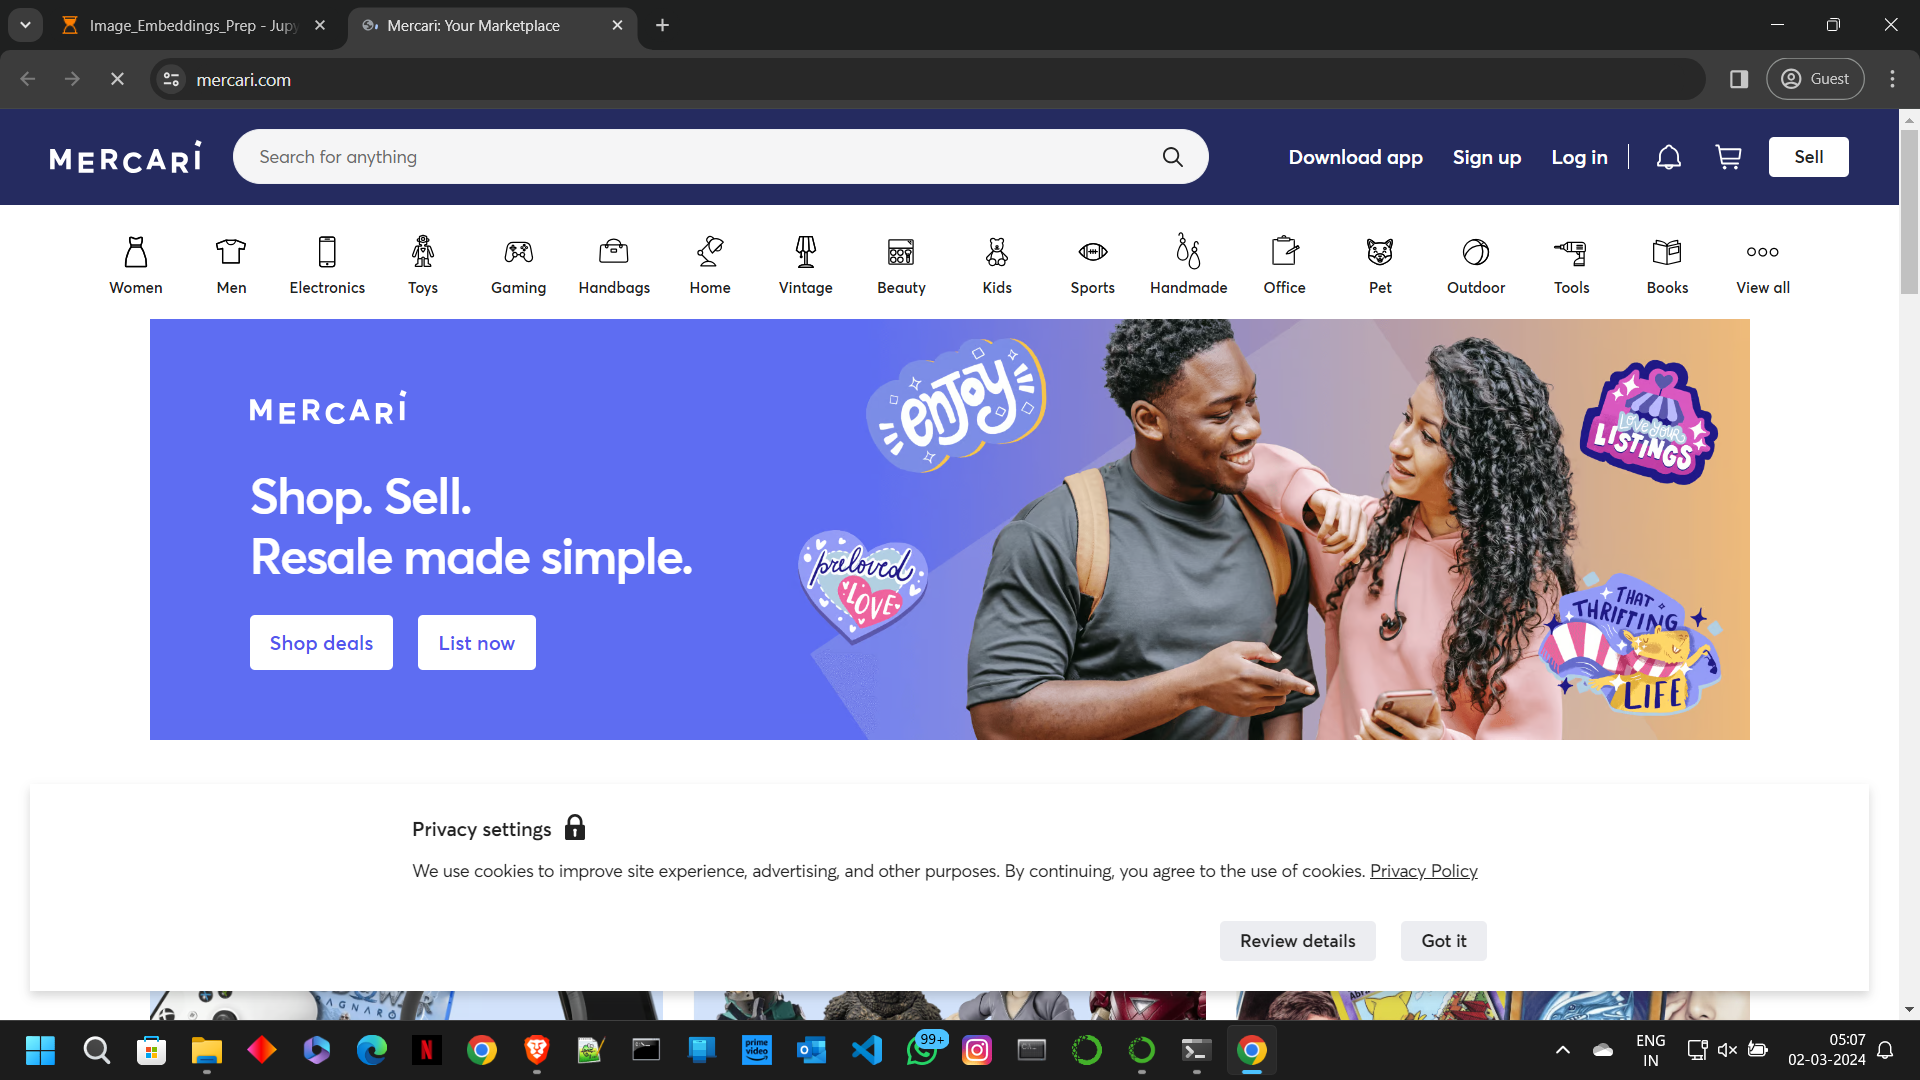 Image_Embeddings_Prep - Jupy
Mercari: Your Marketplace
mercari.com
Guest
MERCARI
Search for anything
Download app
Sign up
Log in
Sell
Women
Men
Electronics
Toys
Gaming
Handbags
Home
Vintage
Beauty
Kids
Sports
Handmade
Office
Pet
Outdoor
Tools
Books
View all
MERCARI
Shop. Sell.
Resale made simple.
Shop deals
List now
enjoy
preloved
LOVE
LOVE YOUR
LISTINGS
THAT
THRIFTING
LIFE
Privacy settings
We use cookies to improve site experience, advertising, and other purposes. By continuing, you agree to the use of cookies. Privacy Policy
Review details
Got it
AGNARÖ
N
prime
video
99+
ENG
IN
05:07
02-03-2024